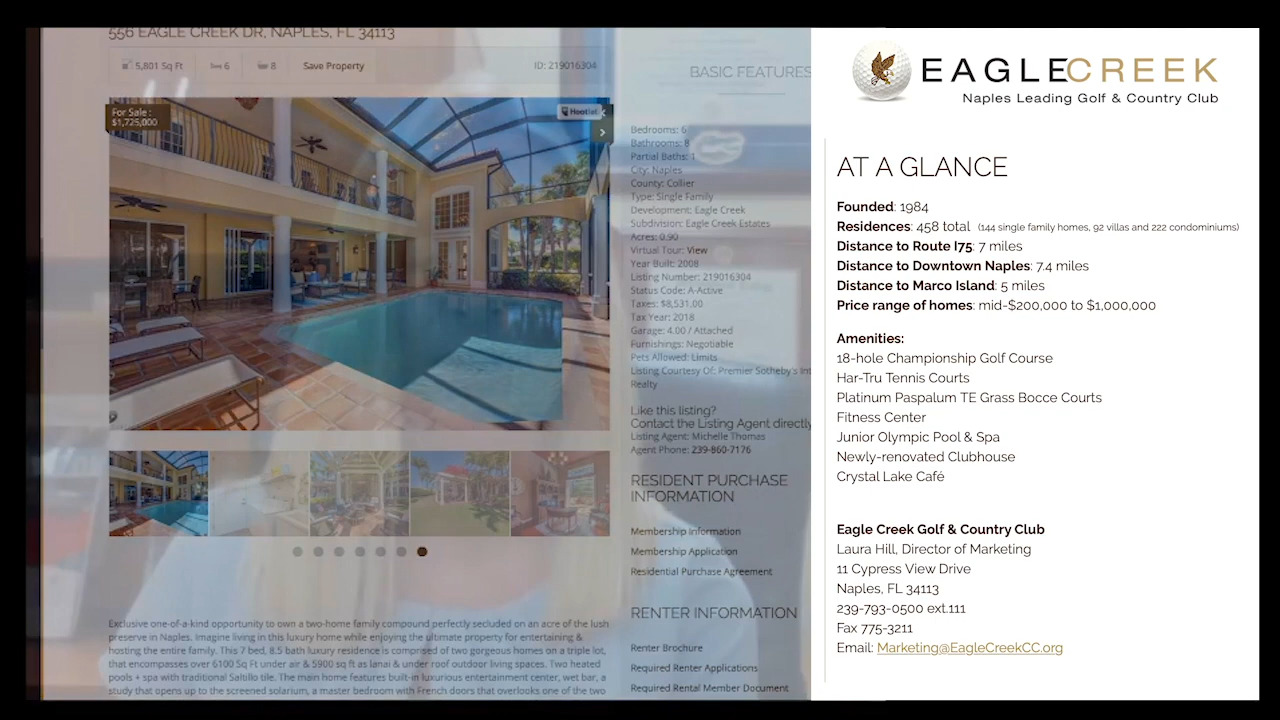 556 EAGLE CREEK DR, NAPLES, FL 34113
5,801 Sq Ft 6 8 Save Property ID: 219016304
For Sale :
$1,725,000
BASIC FEATURES
Bedrooms: 6
Bathrooms: 8
Partial Baths: 1
City: Naples
County: Collier
Type: Single Family
Development: Eagle Creek
Subdivision: Eagle Creek Estates
Acres: 0.90
Virtual Tour: View
Year Built: 2008
Listing Number: 219016304
Status Code: A-Active
Taxes: $8,531.00
Tax Year: 2018
Garage: 4.00 / Attached
Furnishings: Negotiable
Pets Allowed: Limits
Listing Courtesy Of: Premier Sotheby's Int
Realty
Like this listing?
Contact the Listing Agent directly
Listing Agent: Michelle Thomas
Agent Phone: 239-860-7176
RESIDENT PURCHASE
INFORMATION
Membership Information
Membership Application
Residential Purchase Agreement
RENTER INFORMATION
Renter Brochure
Required Renter Applications
Required Rental Member Document
Exclusive one-of-a-kind opportunity to own a two-home family compound perfectly secluded on an acre of the lush
preserve in Naples. Imagine living in this luxury home while enjoying the ultimate property for entertaining &
hosting the entire family. This 7 bed, 8.5 bath luxury residence is comprised of two gorgeous homes on a triple lot,
that encompasses over 6100 Sq Ft under air & 5900 sq ft as lanai & under roof outdoor living spaces. Two heated
pools + spa with traditional Saltillo tile. The main home features built-in luxurious entertainment center, wet bar, a
study that opens up to the screened solarium, a master bedroom with French doors that overlooks one of the two
EAGLECREEK
Naples Leading Golf & Country Club
AT A GLANCE
Founded: 1984
Residences: 458 total (144 single family homes, 92 villas and 222 condominiums)
Distance to Route I75: 7 miles
Distance to Downtown Naples: 7.4 miles
Distance to Marco Island: 5 miles
Price range of homes: mid-$200,000 to $1,000,000
Amenities:
18-hole Championship Golf Course
Har-Tru Tennis Courts
Platinum Paspalum TE Grass Bocce Courts
Fitness Center
Junior Olympic Pool & Spa
Newly-renovated Clubhouse
Crystal Lake Café
Eagle Creek Golf & Country Club
Laura Hill, Director of Marketing
11 Cypress View Drive
Naples, FL 34113
239-793-0500 ext.111
Fax 775-3211
Email: Marketing@EagleCreekCC.org